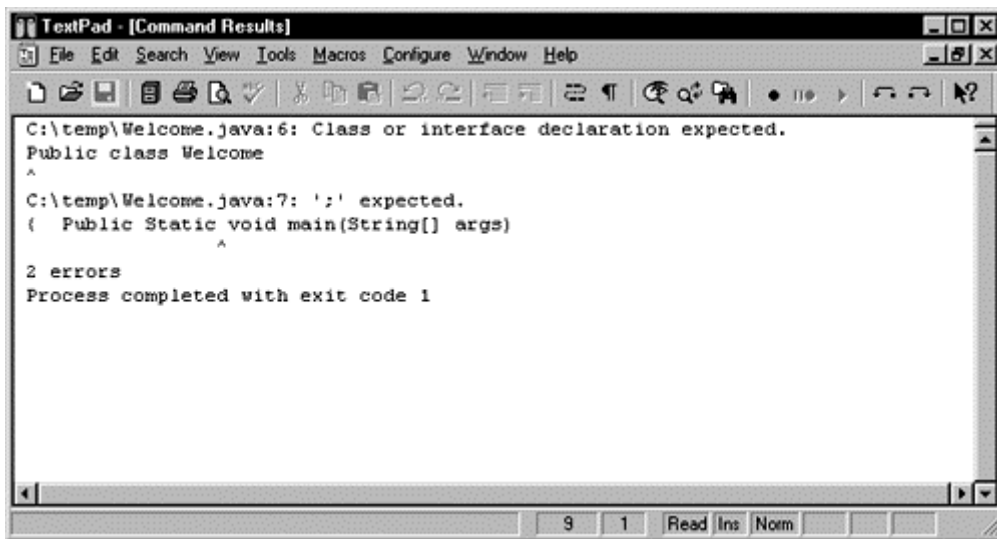 TextPad - [Command Results]
File Edit Search View Tools Macros Configure Window Help
C:\temp\Welcome.java:6: Class or interface declaration expected.
Public class Welcome
^
C:\temp\Welcome.java:7: ';' expected.
{  Public Static void main(String[] args)
                ^
2 errors
Process completed with exit code 1
9 1 Read Ins Norm